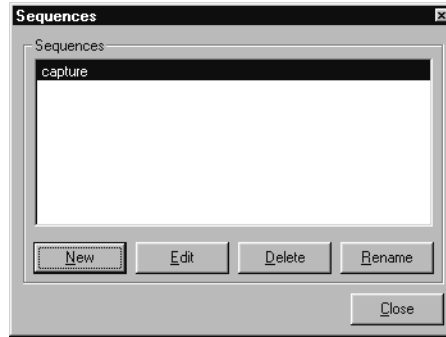 Sequences
Sequences
capture
New Edit Delete Rename
Close